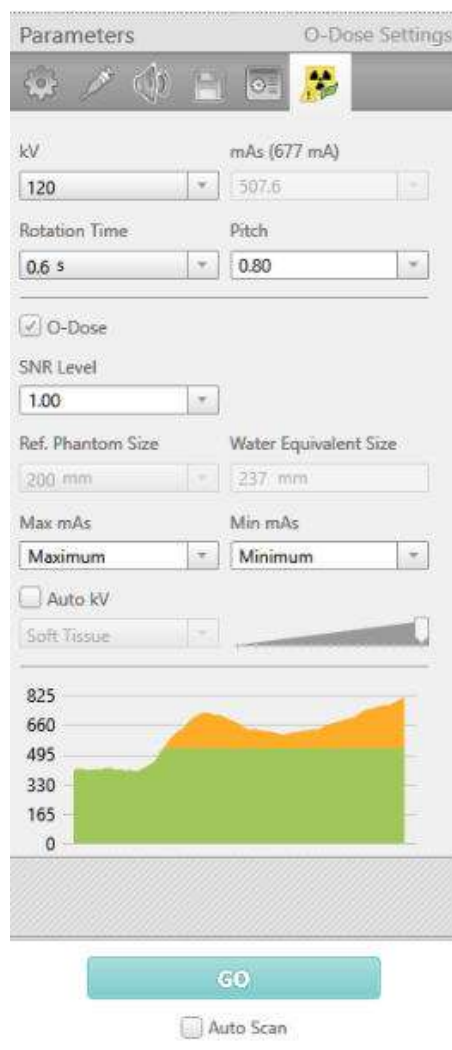 Parameters O-Dose Settings
kV mAs (677 mA)
120 507.6
Rotation Time Pitch
0.6 s 0.80
O-Dose
SNR Level
1.00
Ref. Phantom Size Water Equivalent Size
200 mm 237 mm
Max mAs Min mAs
Maximum Minimum
Auto kV
Soft Tissue
825
660
495
330
165
0
GO
Auto Scan